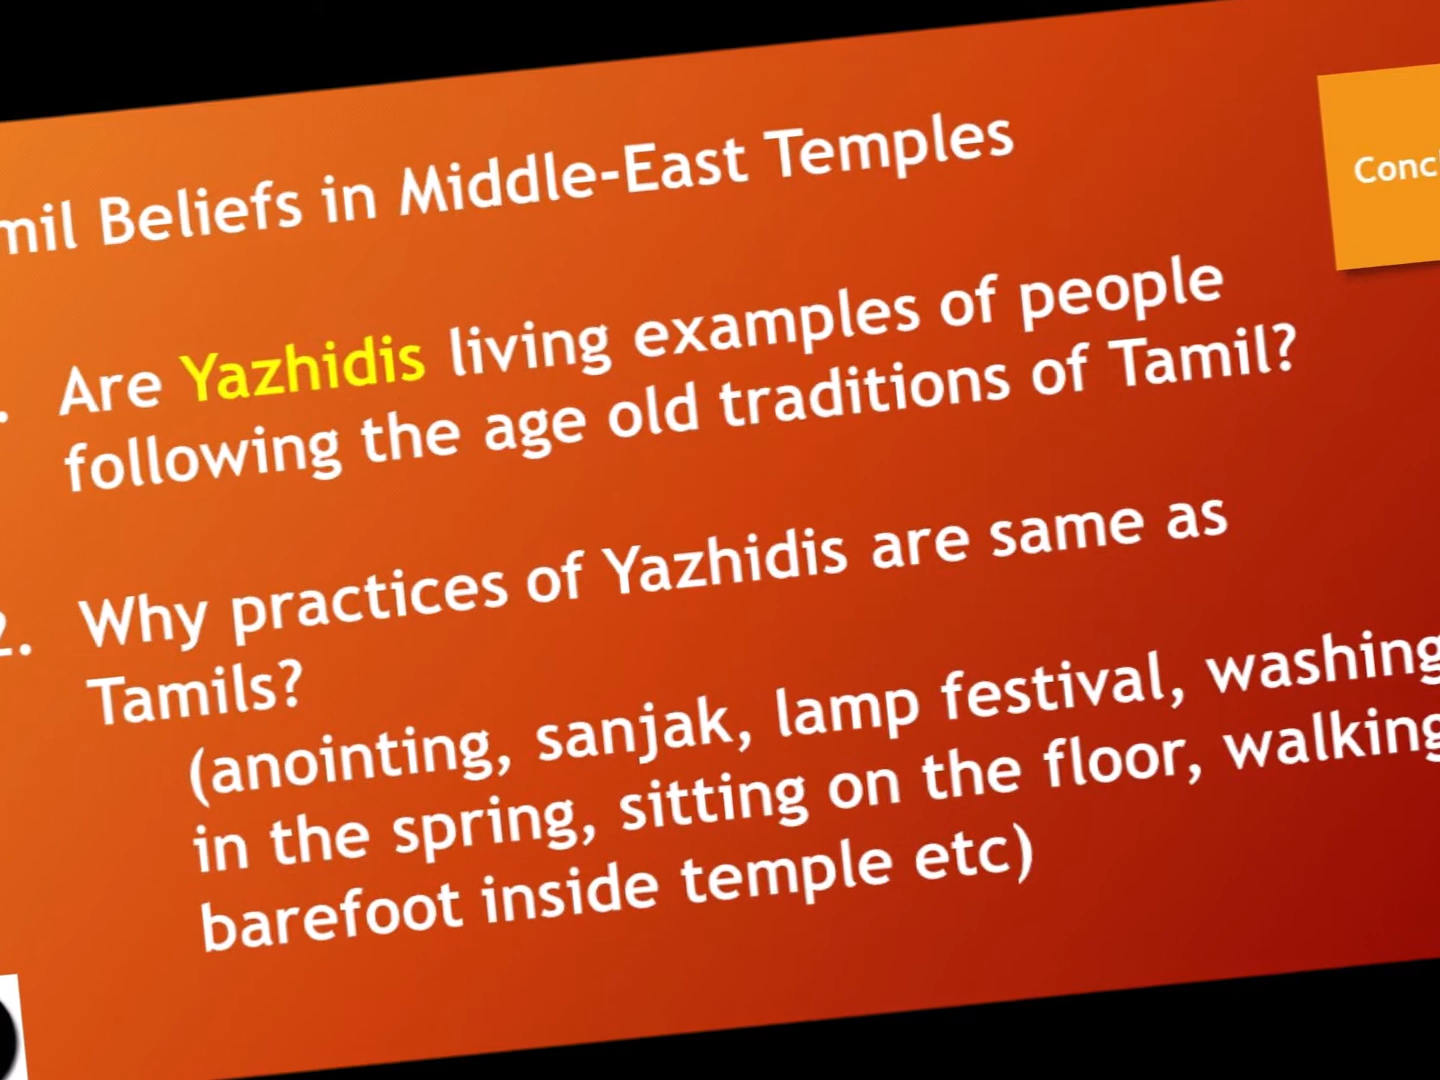 mil Beliefs in Middle-East Temples
Conc
Are Yazhidis living examples of people
following the age old traditions of Tamil?
2. Why practices of Yazhidis are same as
Tamils?
(anointing, sanjak, lamp festival, washing
in the spring, sitting on the floor, walking
barefoot inside temple etc)